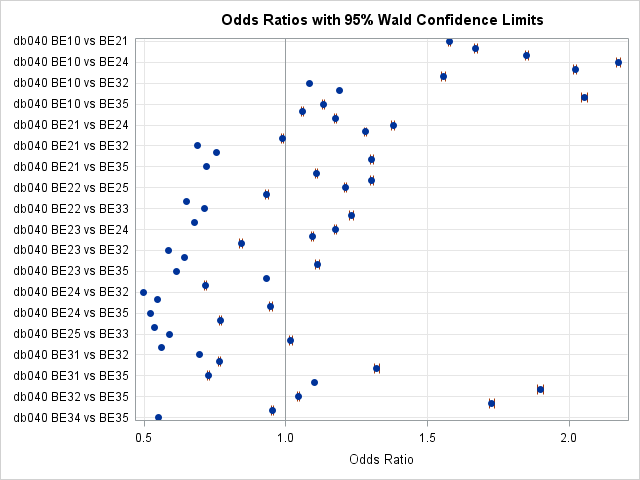 Odds Ratios with 95% Wald Confidence Limits
db040 BE10 vs BE21
db040 BE10 vs BE24
db040 BE10 vs BE32
db040 BE10 vs BE35
db040 BE21 vs BE24
db040 BE21 vs BE32
db040 BE21 vs BE35
db040 BE22 vs BE25
db040 BE22 vs BE33
db040 BE23 vs BE24
db040 BE23 vs BE32
db040 BE23 vs BE35
db040 BE24 vs BE32
db040 BE24 vs BE35
db040 BE25 vs BE33
db040 BE31 vs BE32
db040 BE31 vs BE35
db040 BE32 vs BE35
db040 BE34 vs BE35
0.5 1.0 1.5 2.0
Odds Ratio